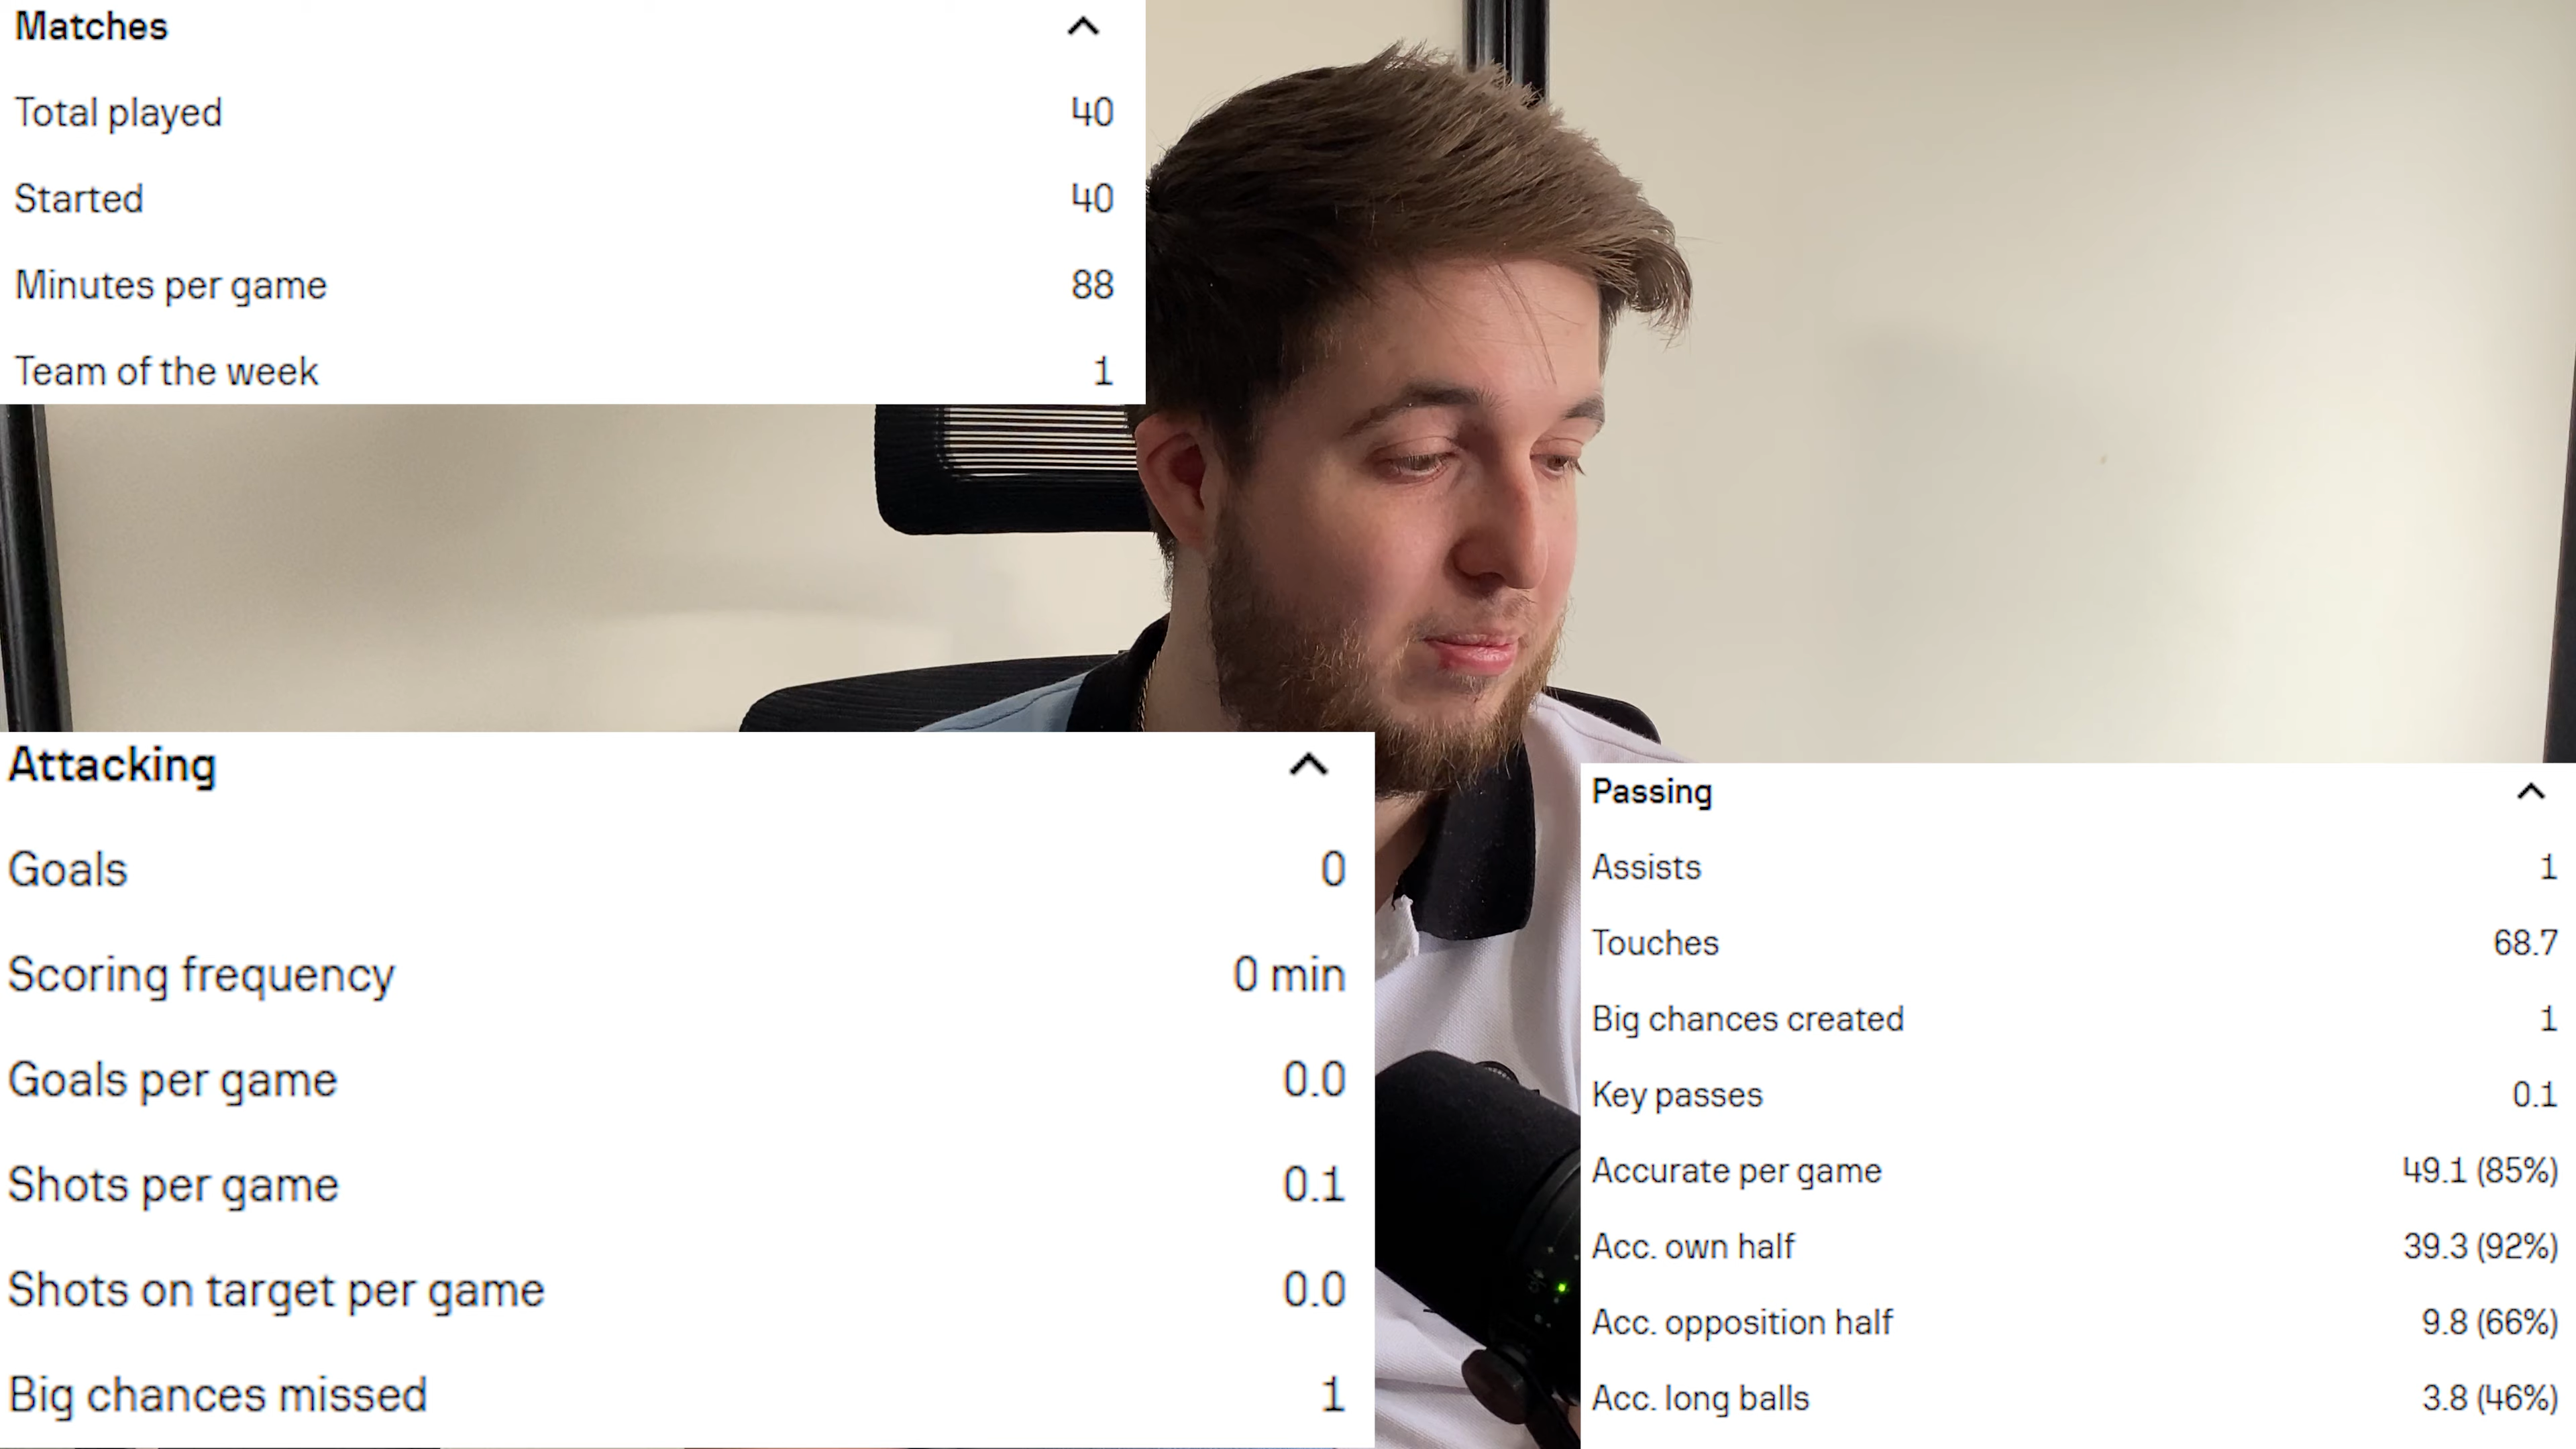 Matches
Total played 40
Started 40
Minutes per game 88
Team of the week 1
Attacking
Goals 0
Scoring frequency 0 min
Goals per game 0.0
Shots per game 0.1
Shots on target per game 0.0
Big chances missed 1
Passing
Assists 1
Touches 68.7
Big chances created 1
Key passes 0.1
Accurate per game 49.1 (85%)
Acc. own half 39.3 (92%)
Acc. opposition half 9.8 (66%)
Acc. long balls 3.8 (46%)